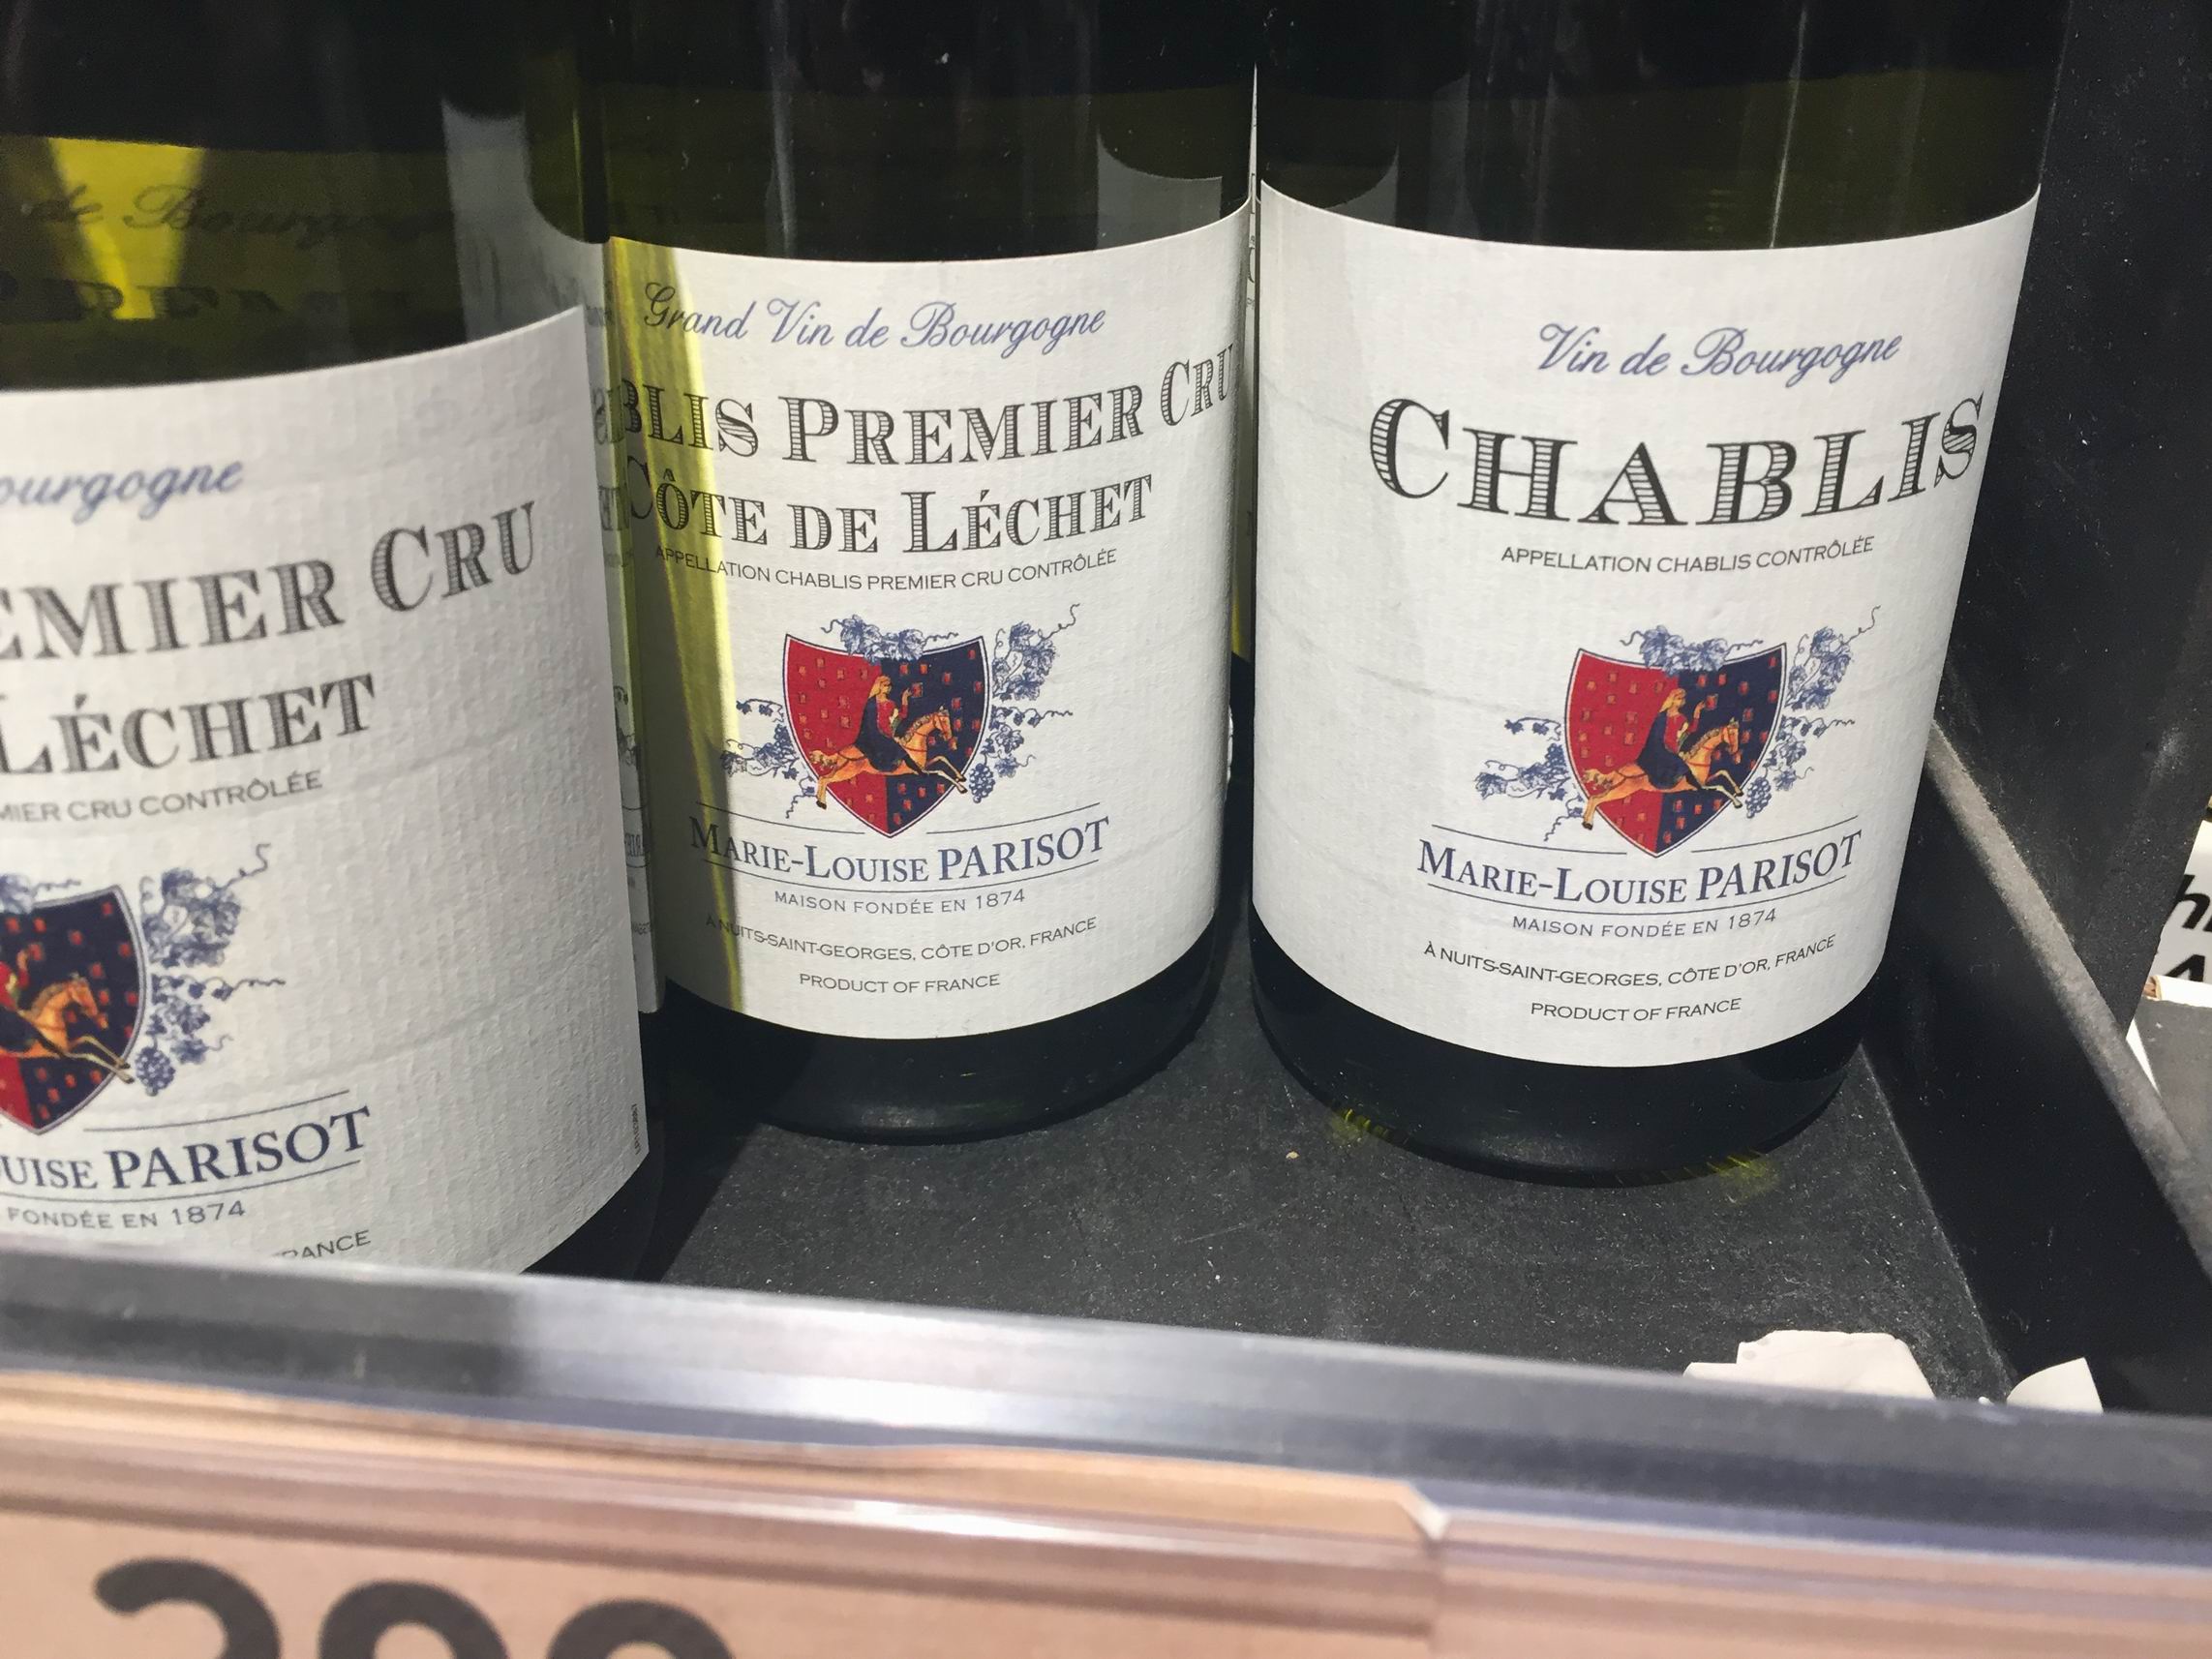 ourgogne
EMIER CRU
LÉCHET
MIER CRU CONTRÔLÉE
UISE PARISOT
FONDÉE EN 1874
RANCE
Grand Vin de Bourgogne
BLIS PREMIER CRU
CÔTE DE LÉCHET
APPELLATION CHABLIS PREMIER CRU CONTRÔLÉE
MARIE-LOUISE PARISOT
MAISON FONDÉE EN 1874
À NUITS-SAINT-GEORGES, CÔTE D'OR, FRANCE
PRODUCT OF FRANCE
Vin de Bourgogne
CHABLIS
APPELLATION CHABLIS CONTRÔLÉE
MARIE-LOUISE PARISOT
MAISON FONDÉE EN 1874
À NUITS-SAINT-GEORGES, CÔTE D'OR, FRANCE
PRODUCT OF FRANCE